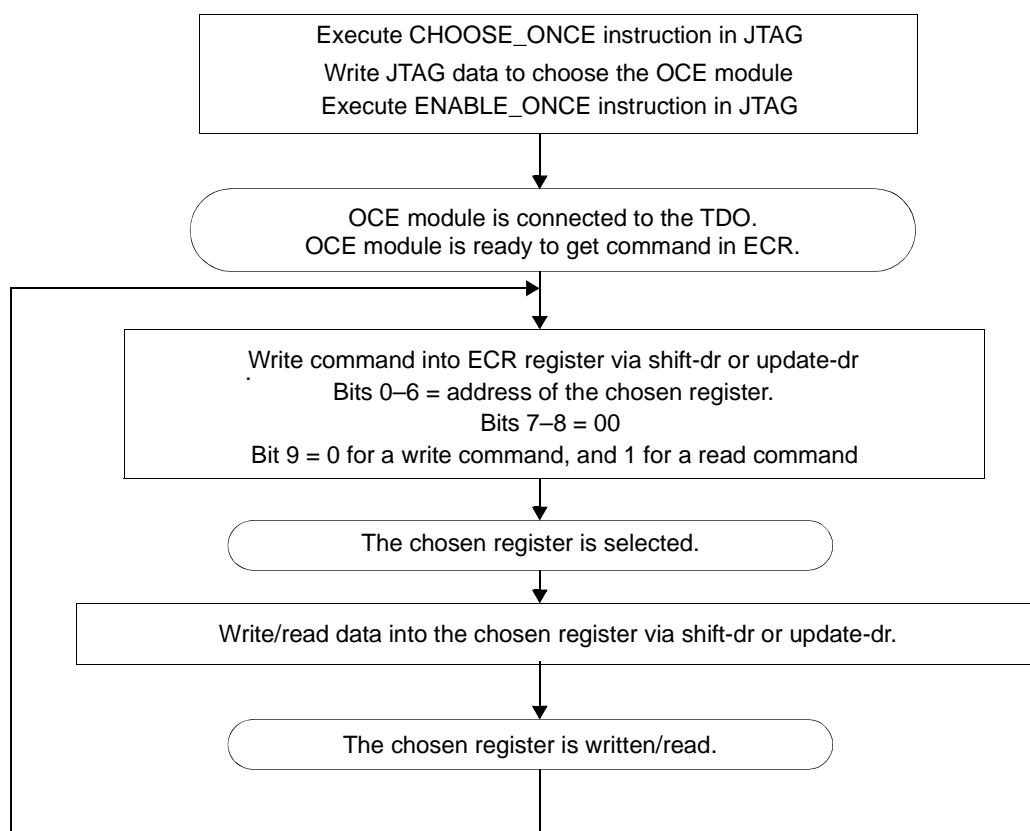 Execute CHOOSE_ONCE instruction in JTAG
Write JTAG data to choose the OCE module
Execute ENABLE_ONCE instruction in JTAG
OCE module is connected to the TDO.
OCE module is ready to get command in ECR.
Write command into ECR register via shift-dr or update-dr
.
Bits 0–6 = address of the chosen register.
Bits 7–8 = 00
Bit 9 = 0 for a write command, and 1 for a read command
The chosen register is selected.
Write/read data into the chosen register via shift-dr or update-dr.
The chosen register is written/read.